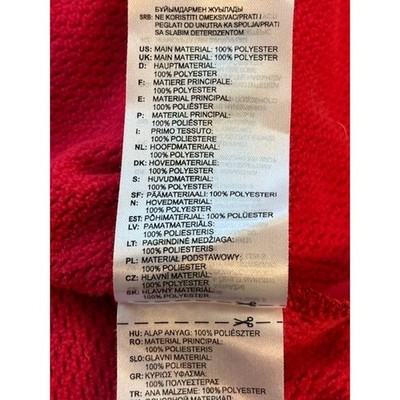 БҰЙЫМДАРМЕН ЖУЫЛАДЫ
SRB: NE KORISTITI OMEKSIVAC/PRATI I
PEGLATI OD UNUTRA KA SPOLJA/PRATI
SA SLABIM DETERDZENTOM
US: MAIN MATERIAL: 100% POLYESTER
UK: MAIN MATERIAL: 100% POLYESTER
D: HAUPTMATERIAL:
100% POLYESTER
F: MATIERE PRINCIPALE:
100% POLYESTER
E: MATERIAL PRINCIPAL:
100% POLIÉSTER
P: MATERIAL PRINCIPAL:
100% POLIÉSTER
I: PRIMO TESSUTO:
100% POLIESTERE
NL: HOOFDMATERIAAL:
100% POLYESTER
DK: HOVEDMATERIALE:
100% POLYESTER
S: HUVUDMATERIAL:
100% POLYESTER
SF: PÄÄMATERIAALI: 100% POLYESTERI
N: HOVEDMATERIAL:
100% POLYESTER
EST: PÕHIMATERJAL: 100% POLÜESTER
LV: PAMATMATERIĀLS:
100% POLIESTERIS
LT: PAGRINDINĖ MEDŽIAGA:
100% POLIESTERIS
PL: MATERIAŁ PODSTAWOWY:
100% POLIESTER
CZ: HLAVNÍ MATERIÁL:
100% POLYESTER
SK: HLAVNÝ MATERIÁL:
100% POLYESTER
HU: ALAP ANYAG: 100% POLIÉSZTER
RO: MATERIAL PRINCIPAL:
100% POLIESTERIS
SLO: GLAVNI MATERIAL:
100% POLIESTER
GR: ΚΥΡΙΟΣ ΥΦΑΣΜΑ:
100% ΠΟΛΥΕΣΤΕΡΑΣ
TR: ANA MALZEME: 100% POLYESTER